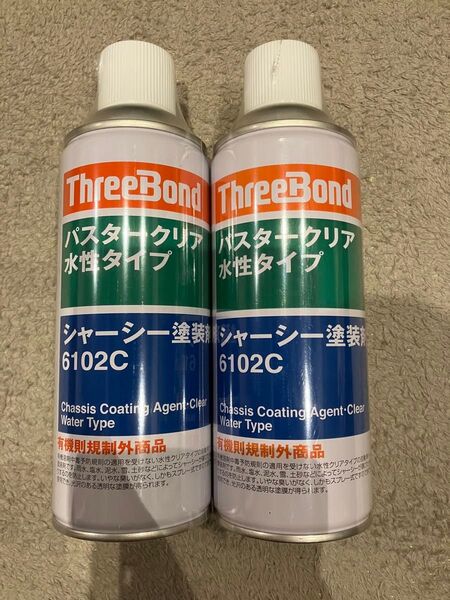 ThreeBond
パスタークリア
水性タイプ
シャーシー塗装剤
6102C
Chassis Coating Agent・Clear
Water Type
有機則規制外商品
ThreeBond
パスタークリア
水性タイプ
シャーシー塗装
6102C
Chassis Coating Agent・Clear
Water Type
有機則規制外商品